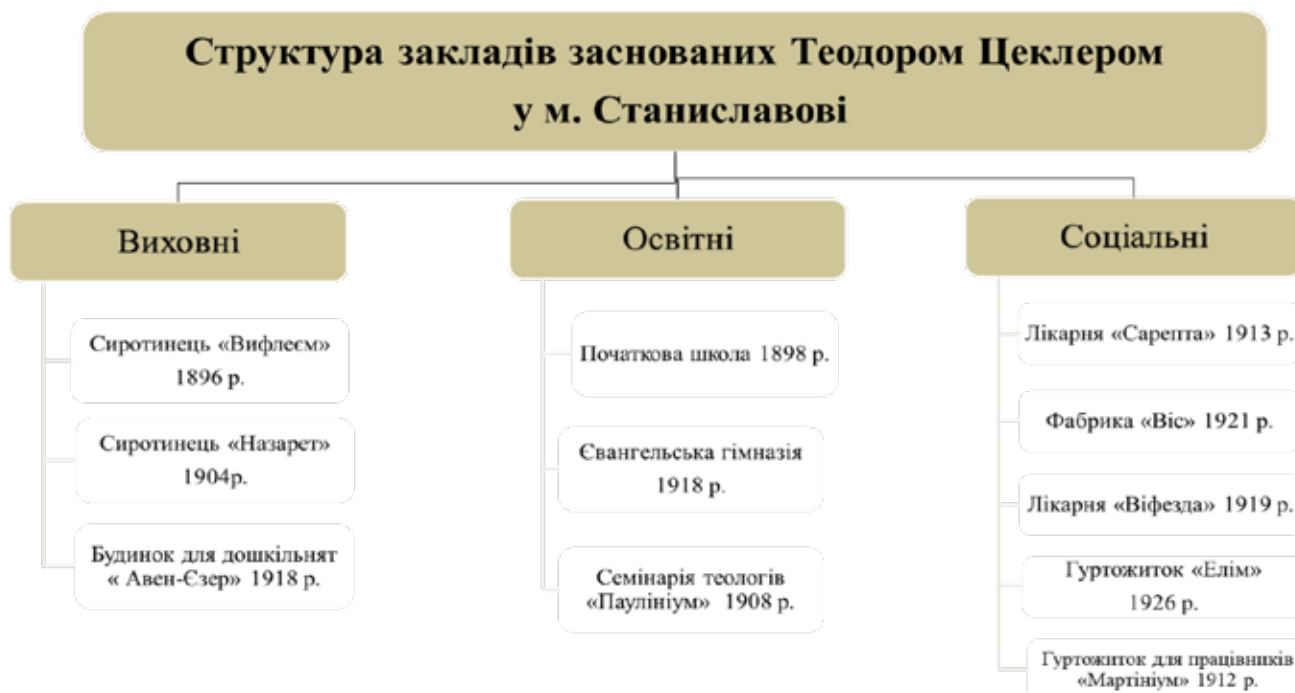 Структура закладів заснованих Теодором Цеклером
у м. Станиславові
Виховні
Сиротинець «Вифлеєм»
1896 р.
Сиротинець «Назарет»
1904р.
Будинок для дошкільнят
« Авен-Єзер» 1918 р.
Освітні
Початкова школа 1898 р.
Євангельська гімназія
1918 р.
Семінарія теологів
«Паулініум» 1908 р.
Соціальні
Лікарня «Сарепта» 1913 р.
Фабрика «Віс» 1921 р.
Лікарня «Віфезда» 1919 р.
Гуртожиток «Елім»
1926 р.
Гуртожиток для працівників
«Мартініум» 1912 р.